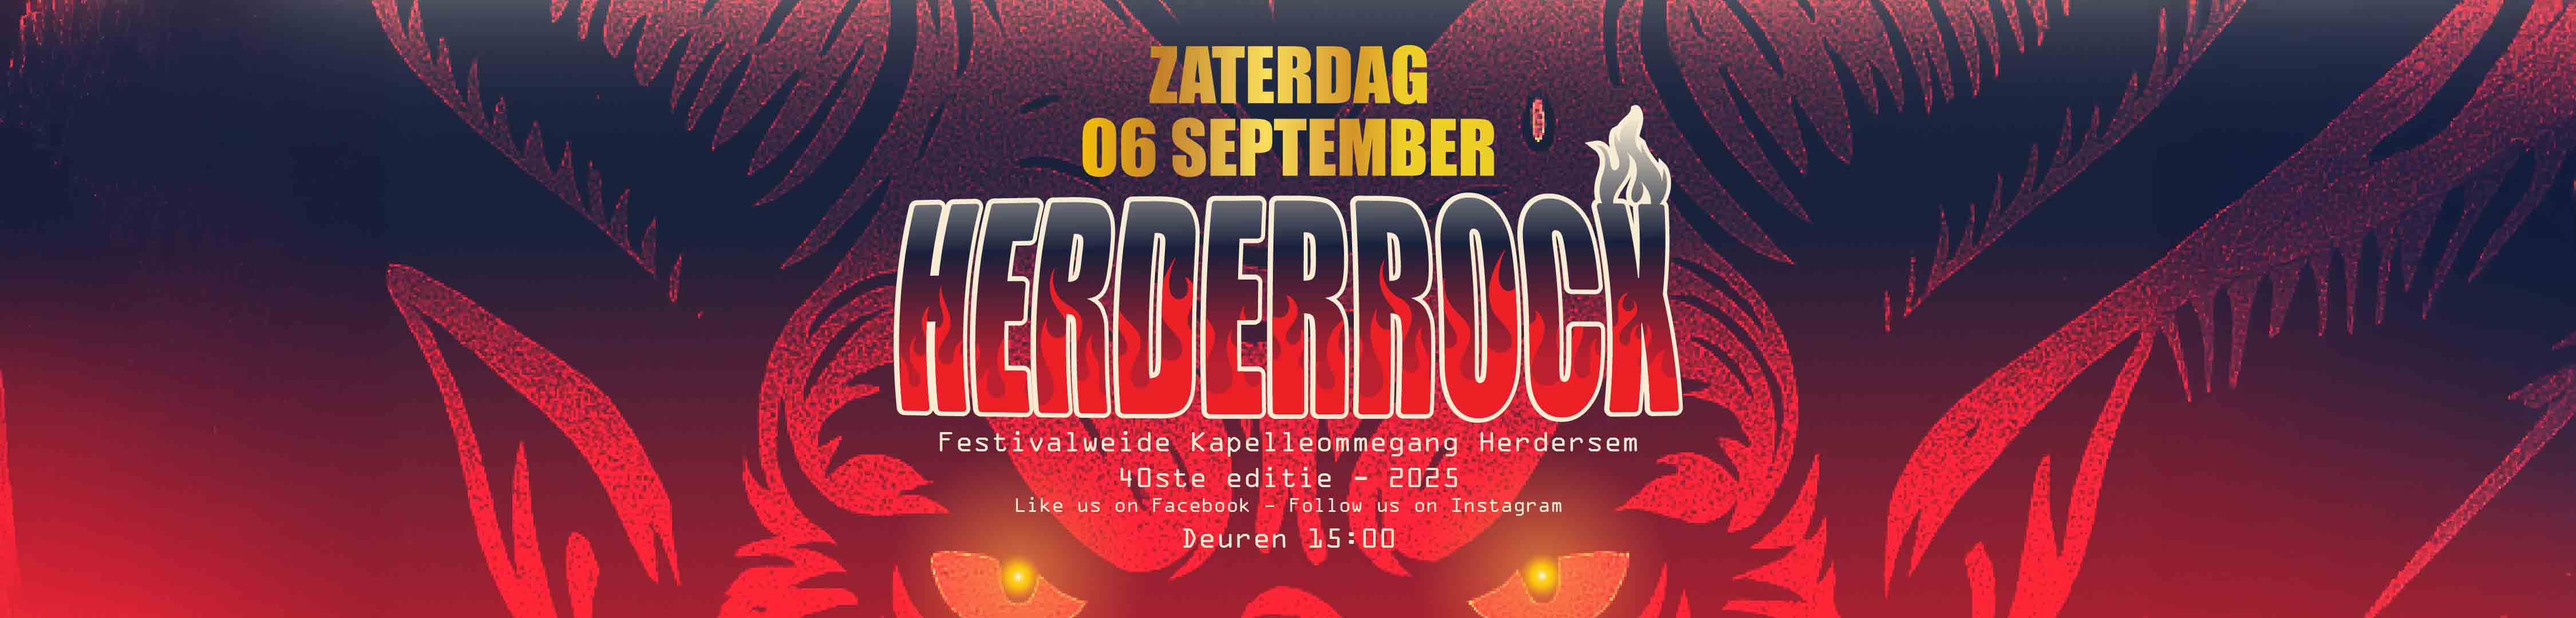 ZATERDAG
06 SEPTEMBER
HERDERROCK
Festivalweide Kapelleommegang Herdersem
40ste editie - 2025
Like us on Facebook - Follow us on Instagram
Deuren 15:00